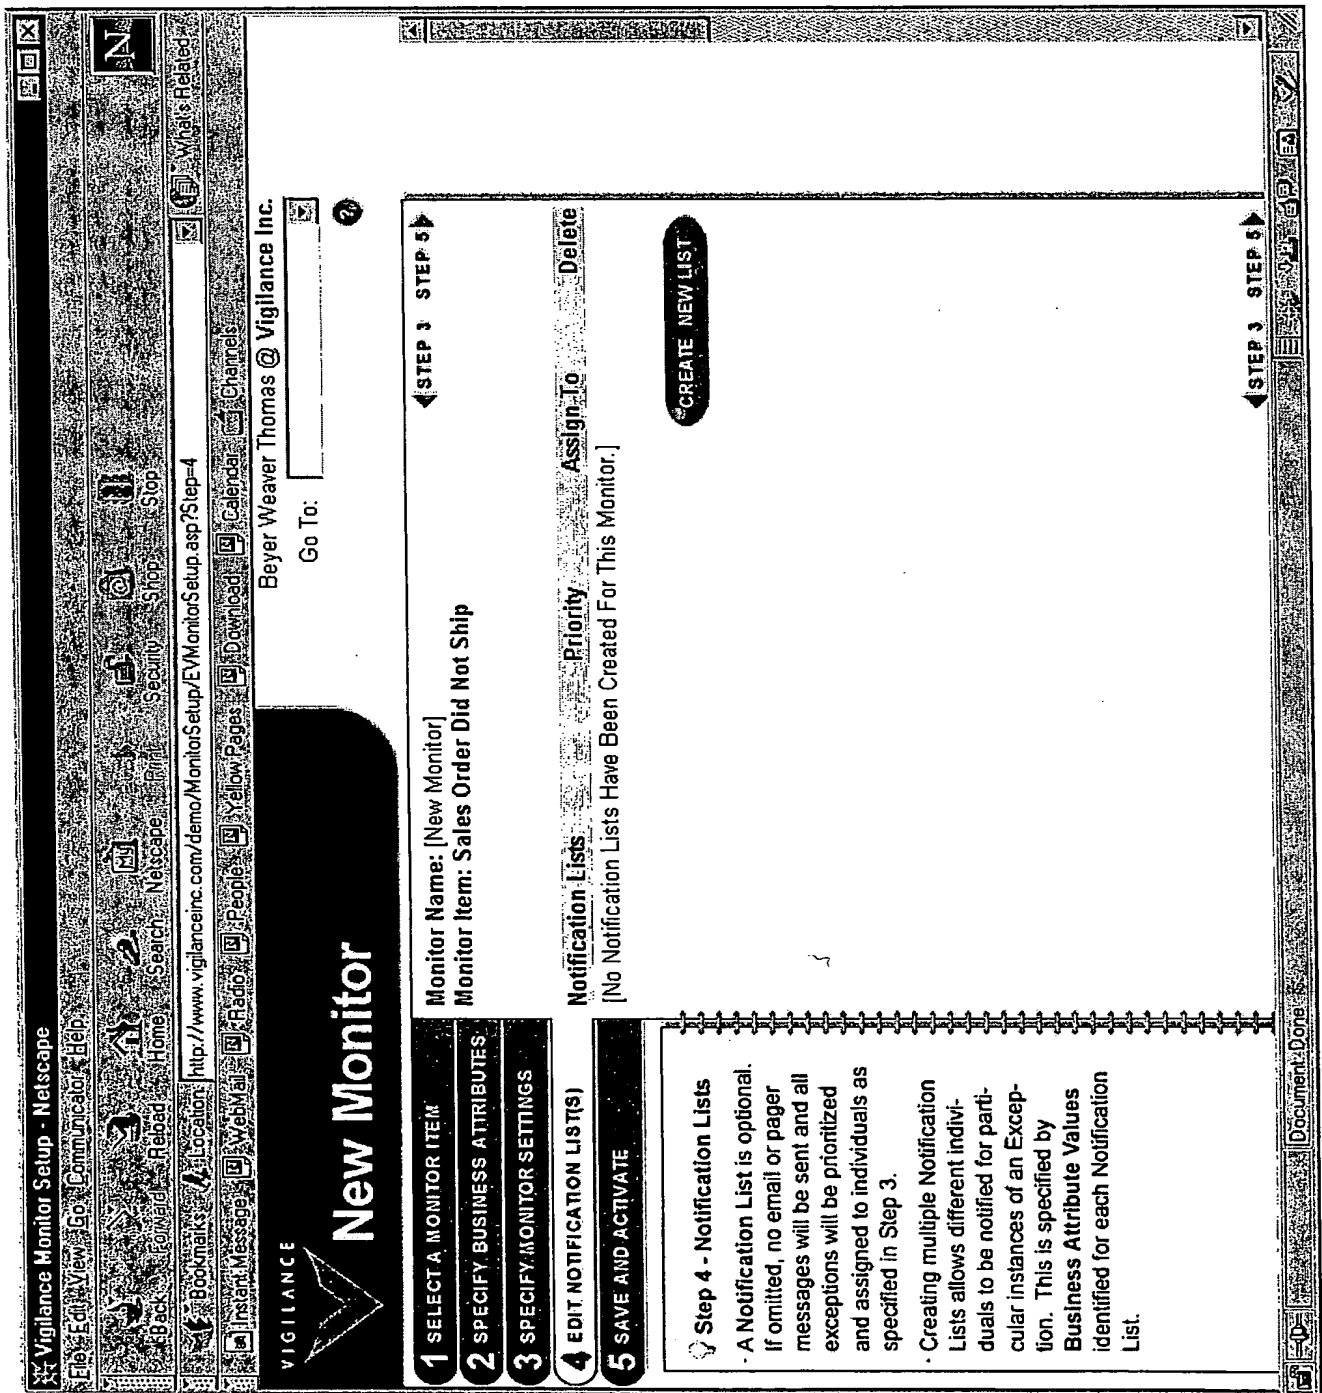 Vigilance Monitor Setup - Netscape
File Edit View Go Communicator Help
Back Forward Reload Home Search Netscape Print Security Shop Stop
Bookmarks Location: http://www.vigilanceinc.com/demo/MonitorSetup/EVMonitorSetup.asp?Step=4 What's Related
Instant Message WebMail Radio People Yellow Pages Download Calendar Channels
VIGILANCE
New Monitor
Beyer Weaver Thomas @ Vigilance Inc.
Go To:
?
1 SELECT A MONITOR ITEM
2 SPECIFY BUSINESS ATTRIBUTES
3 SPECIFY MONITOR SETTINGS
4 EDIT NOTIFICATION LIST(S)
5 SAVE AND ACTIVATE
Step 4 - Notification Lists
· A Notification List is optional.
If omitted, no email or pager
messages will be sent and all
exceptions will be prioritized
and assigned to individuals as
specified in Step 3.
· Creating multiple Notification
Lists allows different indivi-
duals to be notified for parti-
cular instances of an Excep-
tion. This is specified by
Business Attribute Values
identified for each Notification
List.
Monitor Name: [New Monitor]
Monitor Item: Sales Order Did Not Ship
STEP 3 STEP 5
Notification Lists Priority Assign To Delete
[No Notification Lists Have Been Created For This Monitor.]
CREATE NEW LIST
STEP 3 STEP 5
Document Done